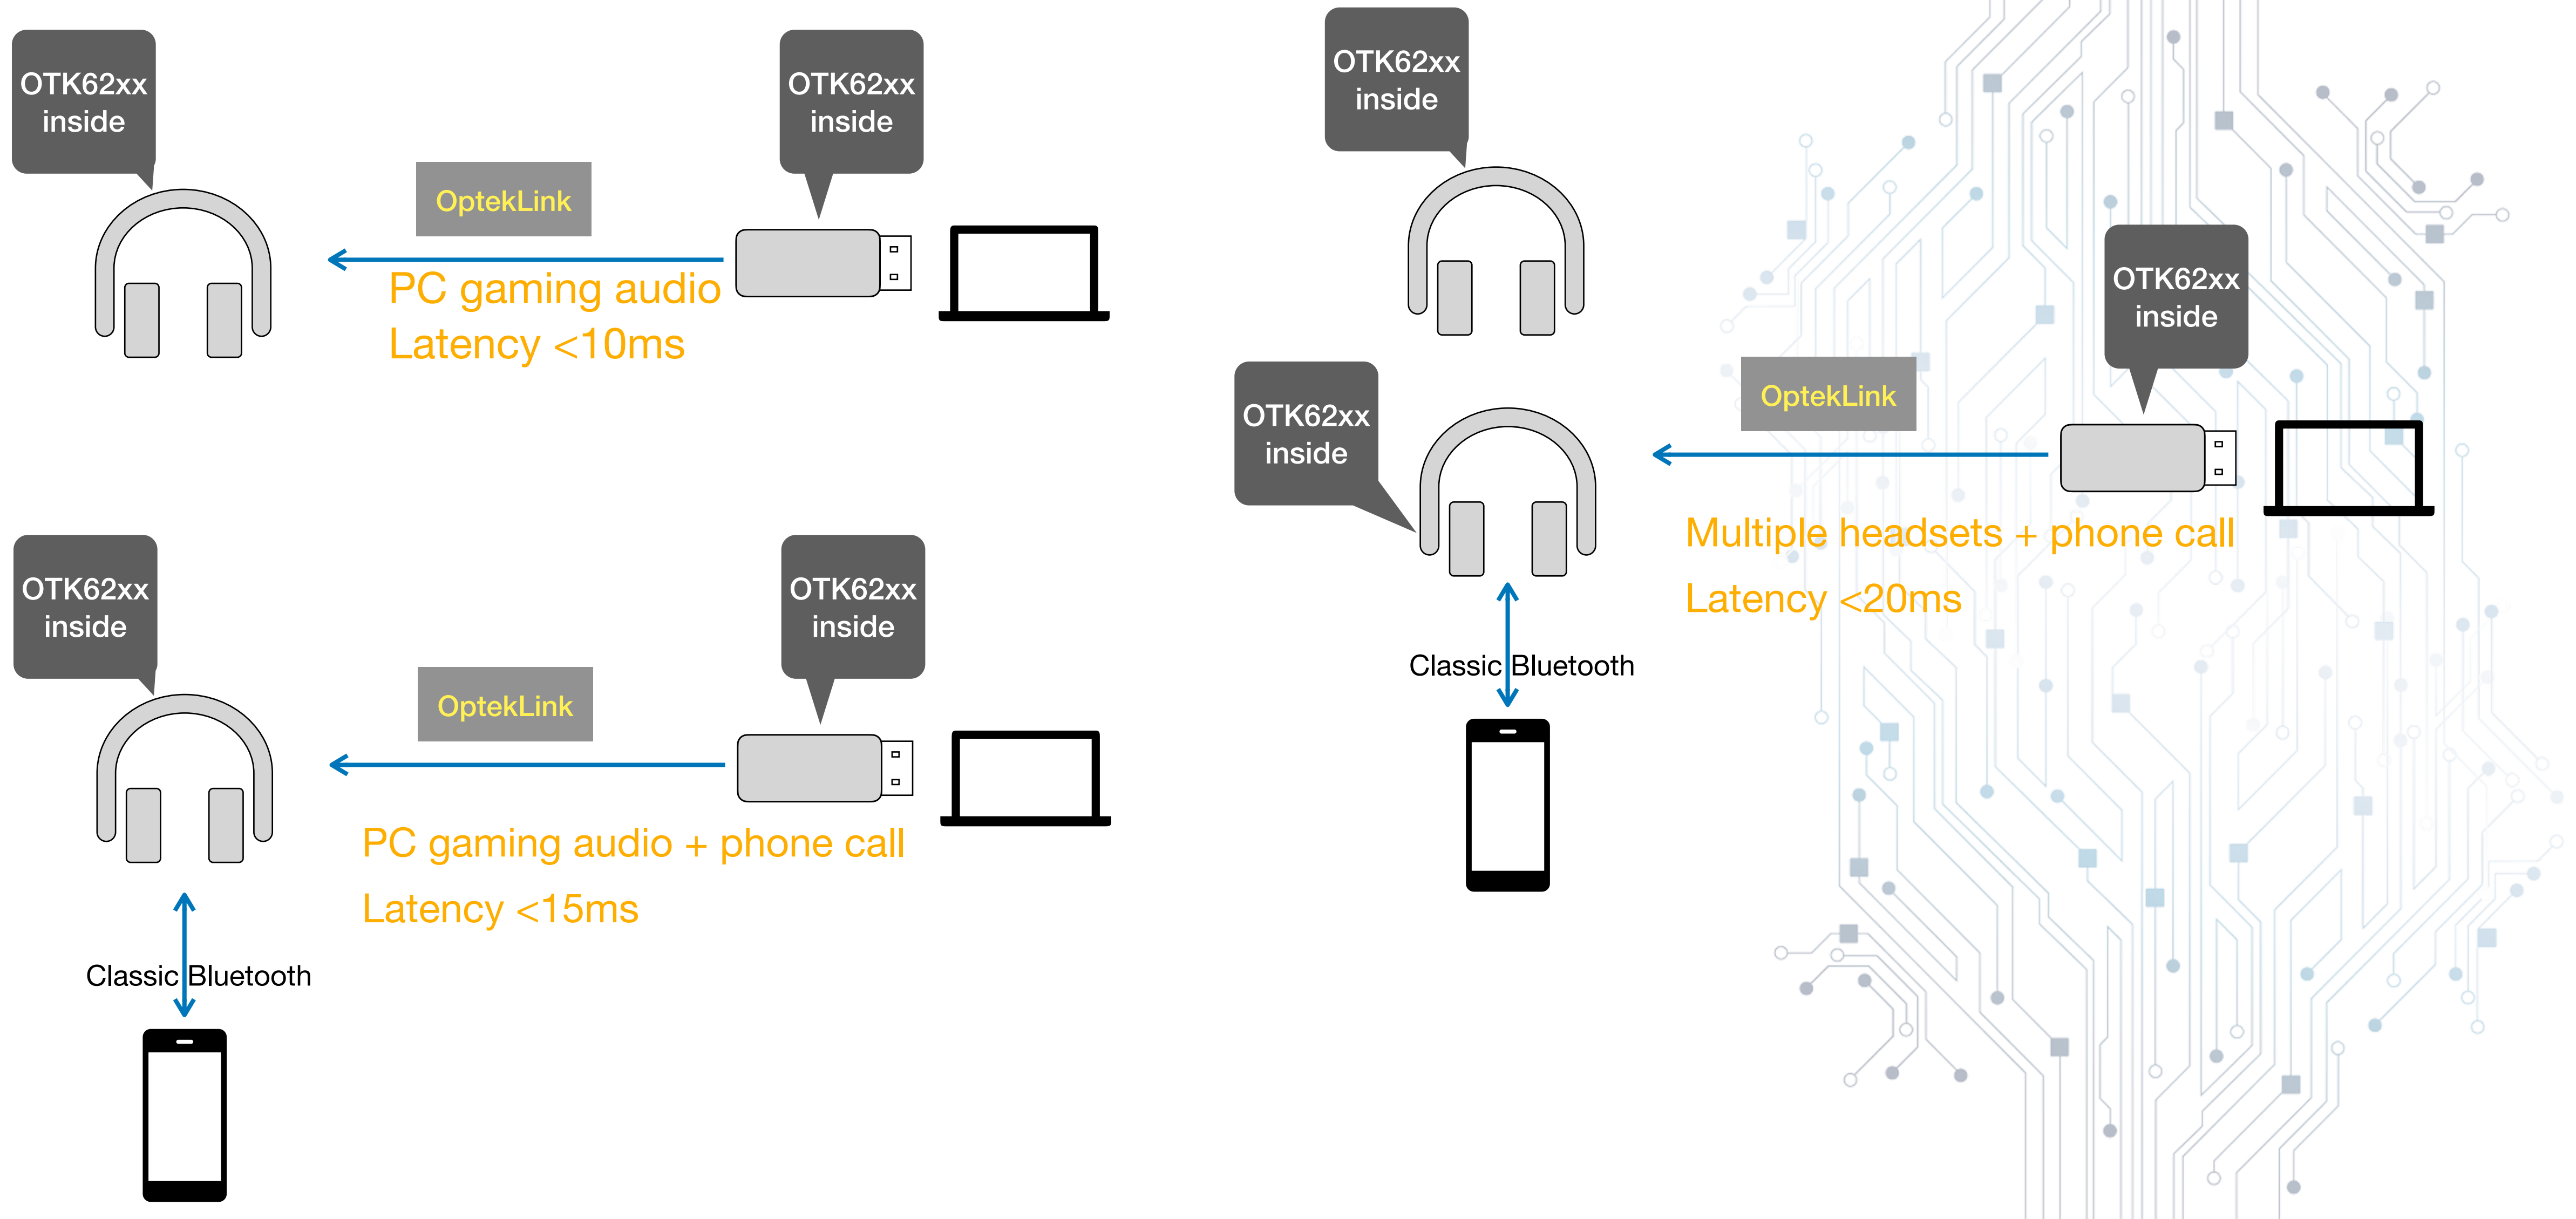 OTK62xx
inside
OTK62xx
inside
OptekLink
PC gaming audio
Latency <10ms
OTK62xx
inside
OTK62xx
inside
OptekLink
PC gaming audio + phone call
Latency <15ms
Classic Bluetooth
OTK62xx
inside
OTK62xx
inside
OTK62xx
inside
OptekLink
Multiple headsets + phone call
Latency <20ms
Classic Bluetooth